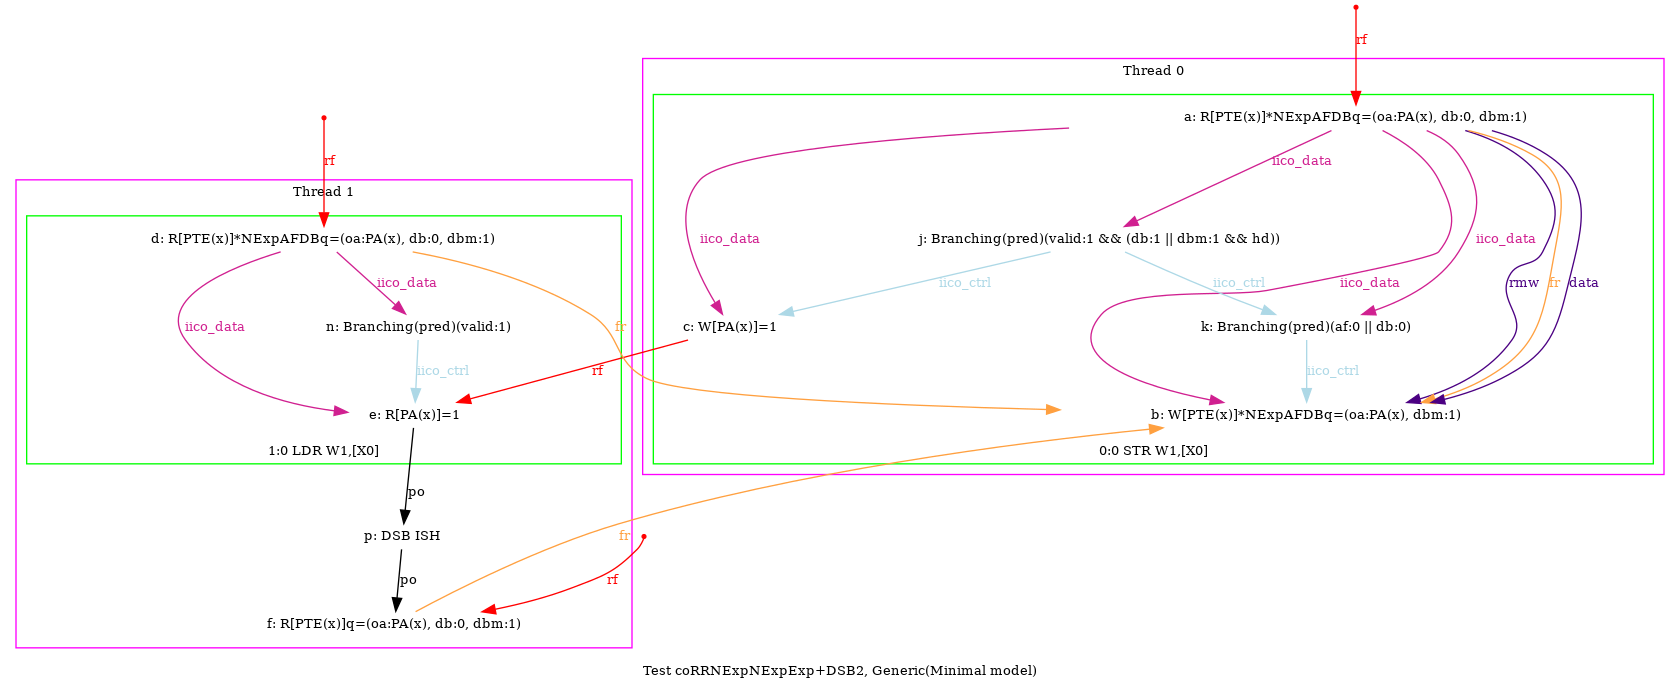 rf
Thread 0
a: R[PTE(x)]*NExpAFDBq=(oa:PA(x), db:0, dbm:1)
rf
iico_data
Thread 1
d: R[PTE(x)]*NExpAFDBq=(oa:PA(x), db:0, dbm:1)
iico_data
j: Branching(pred)(valid:1 && (db:1 || dbm:1 && hd))
iico_data
iico_data
iico_ctrl
iico_ctrl
iico_data
rmw
fr
data
iico_data
n: Branching(pred)(valid:1)
fr
c: W[PA(x)]=1
k: Branching(pred)(af:0 || db:0)
iico_ctrl
rf
iico_ctrl
e: R[PA(x)]=1
b: W[PTE(x)]*NExpAFDBq=(oa:PA(x), dbm:1)
1:0 LDR W1,[X0]
0:0 STR W1,[X0]
po
p: DSB ISH
fr
po
rf
f: R[PTE(x)]q=(oa:PA(x), db:0, dbm:1)
Test coRRNExpNExpExp+DSB2, Generic(Minimal model)